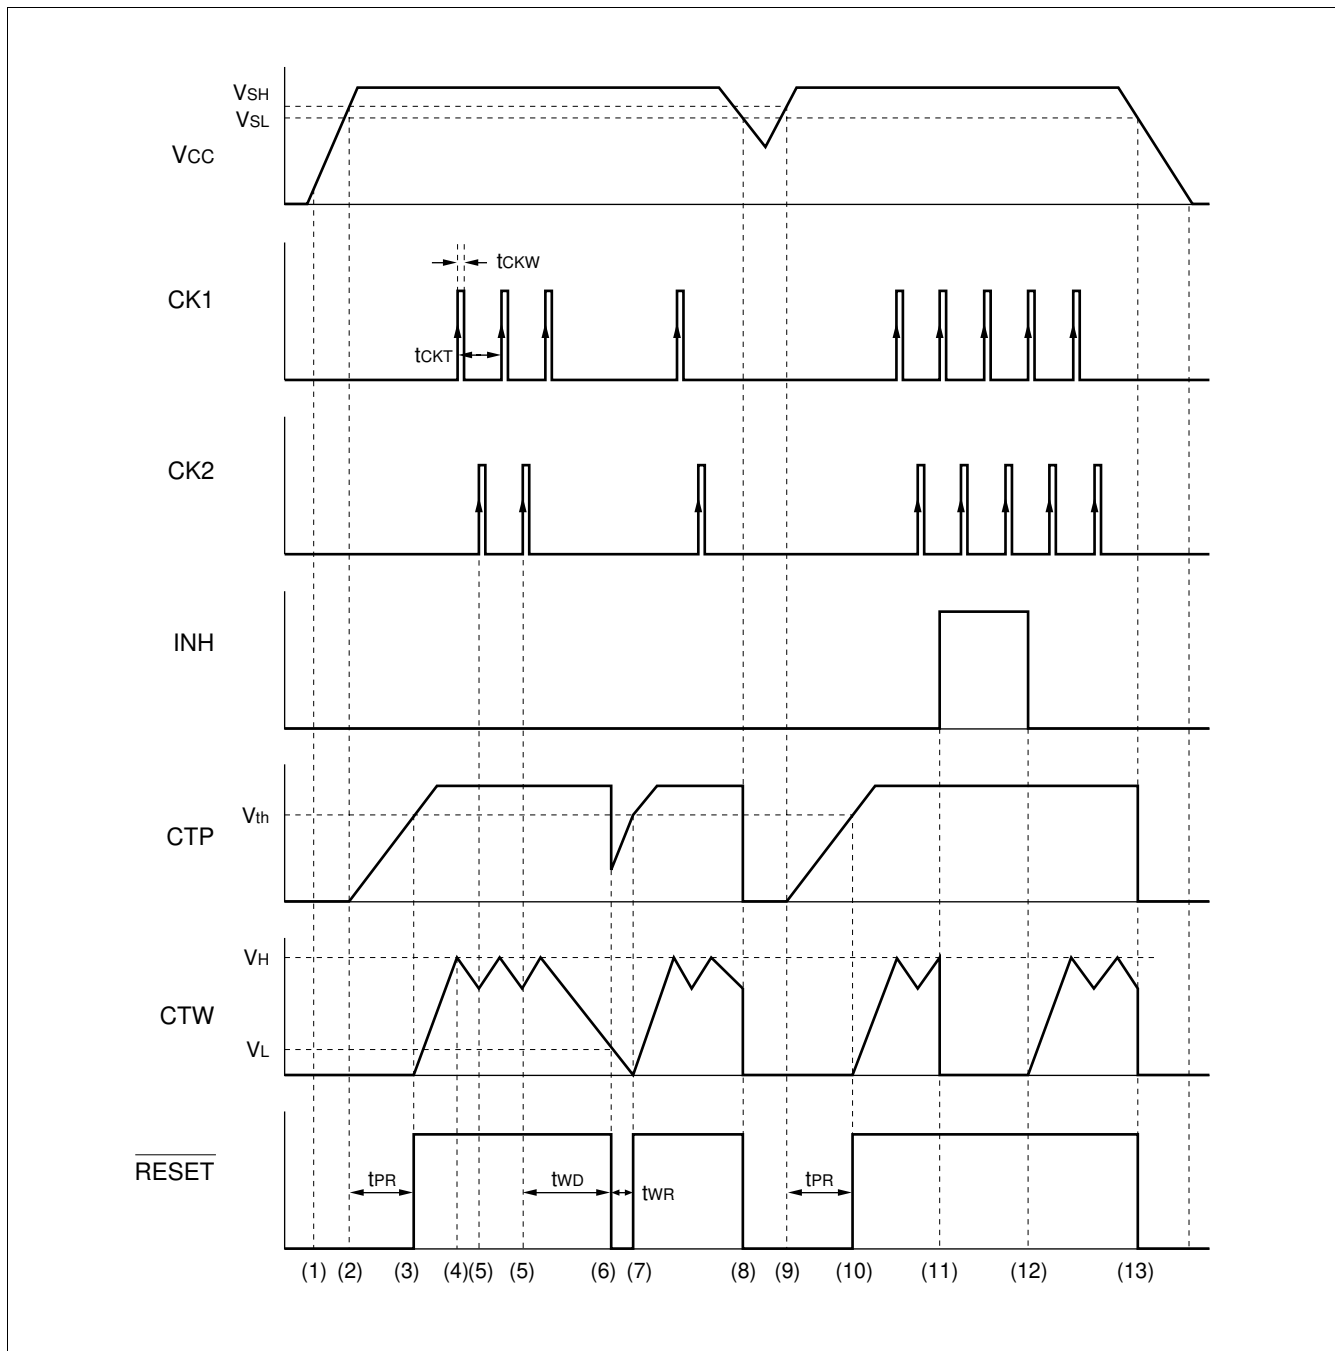 VSH
VSL
VCC
tCKW
CK1
tCKT
CK2
INH
Vth
CTP
VH
CTW
VL
RESET
tPR
tWD
tWR
tPR
(1) (2) (3) (4) (5) (5) (6) (7) (8) (9) (10) (11) (12) (13)